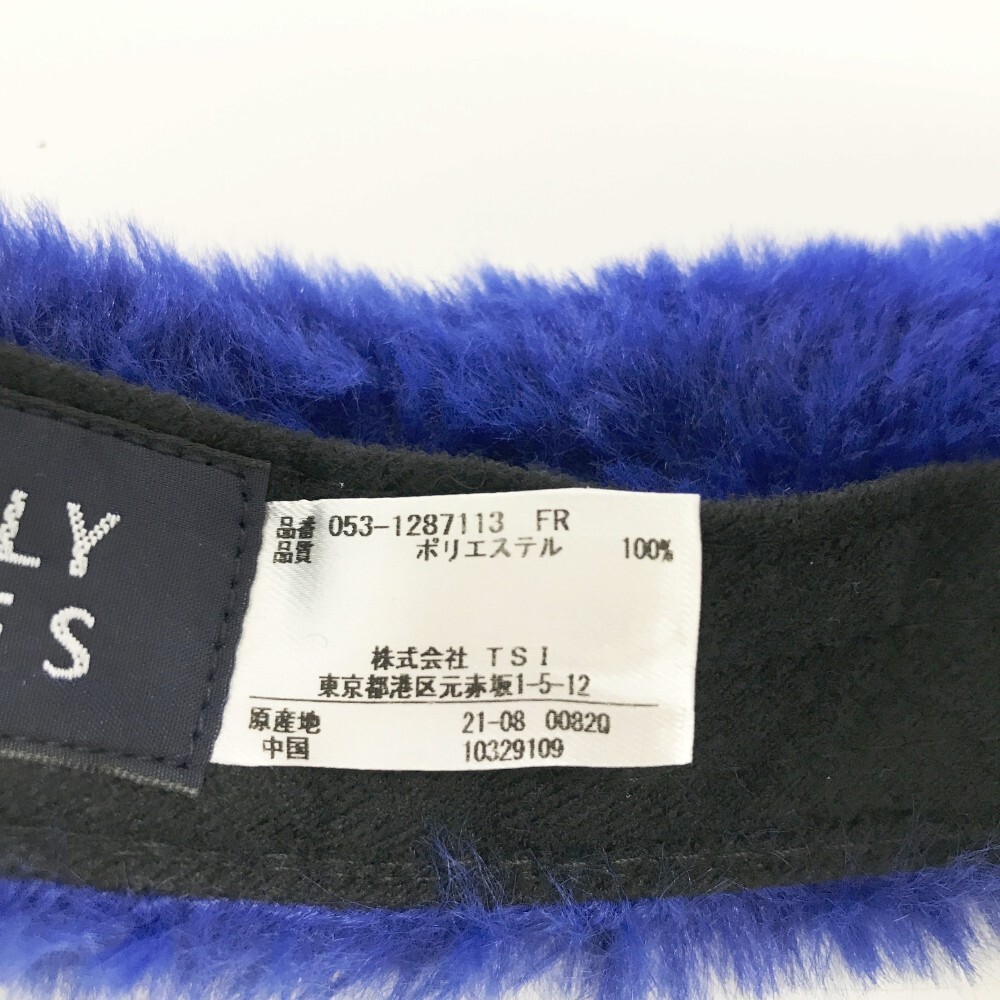 LY
S
品番 053-1287113 FR
品質 ポリエステル 100%
株式会社 TSI
東京都港区元赤坂1-5-12
原産地 21-08 0082Q
中国 10329109